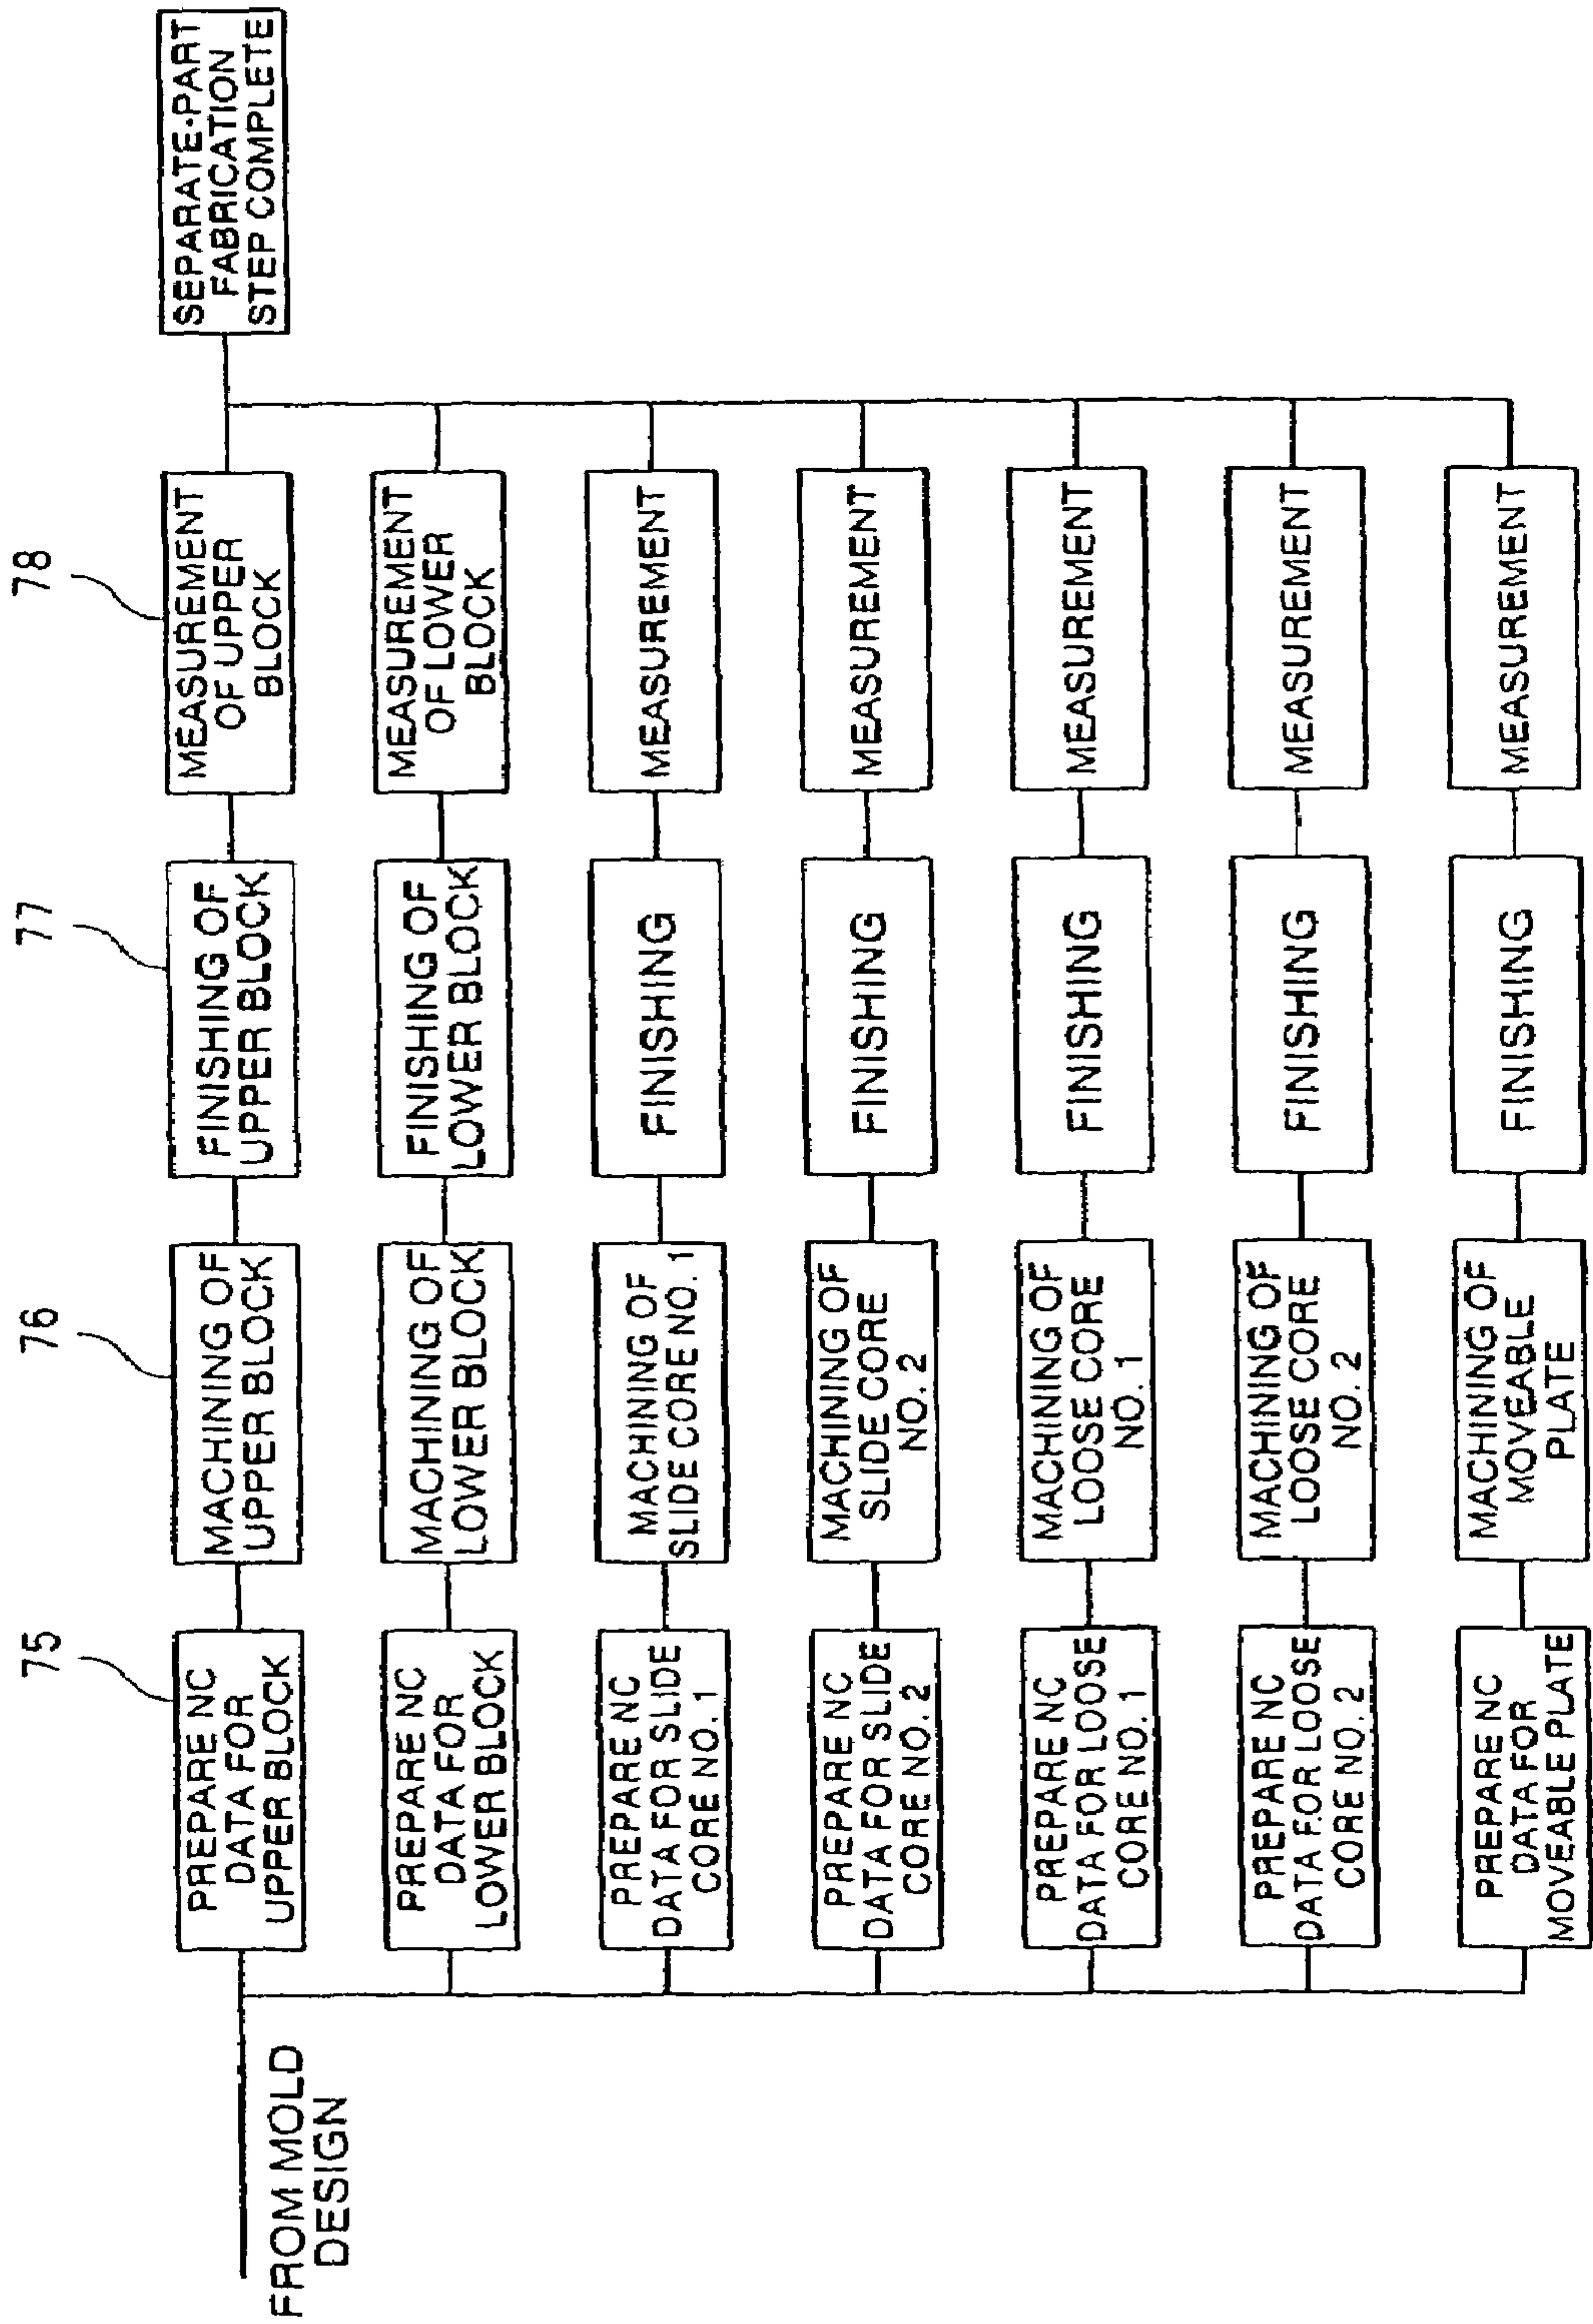 75
76
77
78
FROM MOLD
DESIGN
PREPARE NC
DATA FOR
UPPER BLOCK
MACHINING OF
UPPER BLOCK
FINISHING OF
UPPER BLOCK
MEASUREMENT
OF UPPER
BLOCK
SEPARATE-PART
FABRICATION
STEP COMPLETE
PREPARE NC
DATA FOR
LOWER BLOCK
MACHINING OF
LOWER BLOCK
FINISHING OF
LOWER BLOCK
MEASUREMENT
OF LOWER
BLOCK
PREPARE NC
DATA FOR SLIDE
CORE NO. 1
MACHINING OF
SLIDE CORE NO. 1
FINISHING
MEASUREMENT
PREPARE NC
DATA FOR SLIDE
CORE NO. 2
MACHINING OF
SLIDE CORE
NO. 2
FINISHING
MEASUREMENT
PREPARE NC
DATA FOR LOOSE
CORE NO. 1
MACHINING OF
LOOSE CORE
NO. 1
FINISHING
MEASUREMENT
PREPARE NC
DATA FOR LOOSE
CORE NO. 2
MACHINING OF
LOOSE CORE
NO. 2
FINISHING
MEASUREMENT
PREPARE NC
DATA FOR
MOVEABLE PLATE
MACHINING OF
MOVEABLE
PLATE
FINISHING
MEASUREMENT